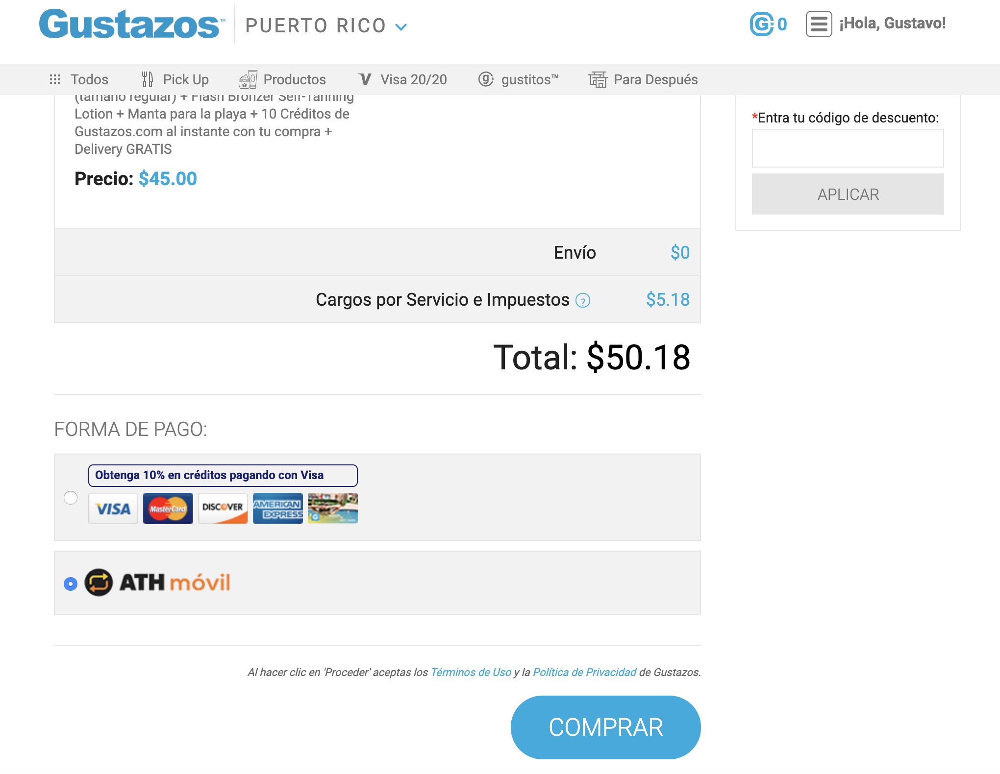 Gustazos™
PUERTO RICO
0
¡Hola, Gustavo!
Todos
Pick Up
Productos
Visa 20/20
gustitos™
Para Después
(tamaño regular) + Flash Bronzer Self-Tanning
Lotion + Manta para la playa + 10 Créditos de
Gustazos.com al instante con tu compra +
Delivery GRATIS
Precio: $45.00
*Entra tu código de descuento:
APLICAR
Envío $0
Cargos por Servicio e Impuestos ? $5.18
Total: $50.18
FORMA DE PAGO:
Obtenga 10% en créditos pagando con Visa
VISA
MasterCard
DISCOVER
AMERICAN
EXPRESS
ATH móvil
Al hacer clic en 'Proceder' aceptas los Términos de Uso y la Política de Privacidad de Gustazos.
COMPRAR